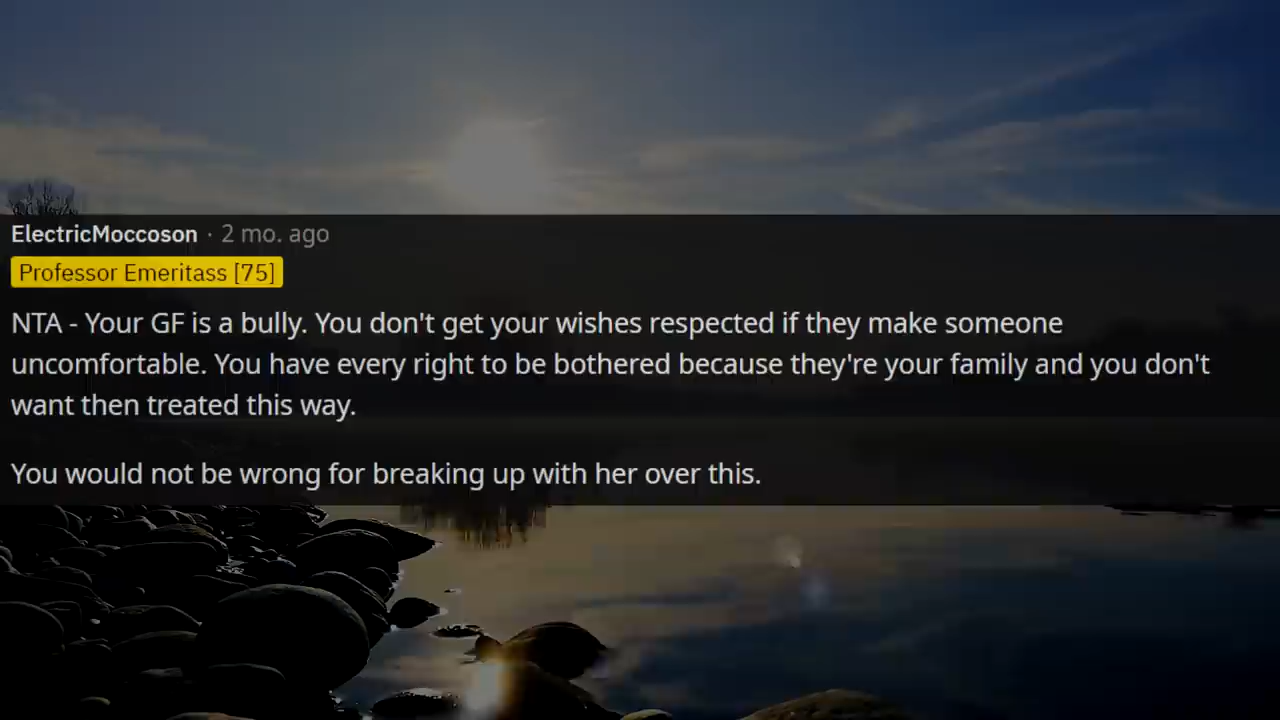 ElectricMoccoson · 2 mo. ago
Professor Emeritass [75]
NTA - Your GF is a bully. You don't get your wishes respected if they make someone
uncomfortable. You have every right to be bothered because they're your family and you don't
want then treated this way.
You would not be wrong for breaking up with her over this.